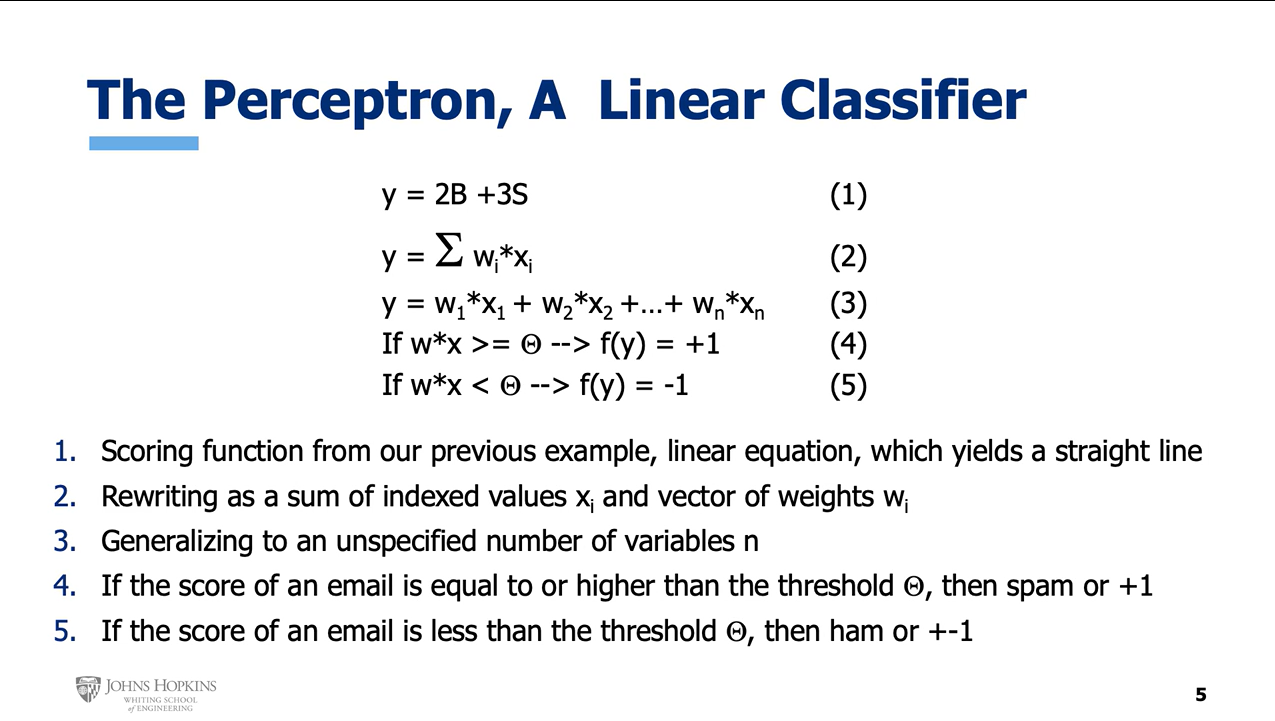 The Perceptron, A  Linear Classifier
y = 2B +3S (1)
y = Σ wᵢ*xᵢ (2)
y = w₁*x₁ + w₂*x₂ +…+ wₙ*xₙ (3)
If w*x >= Θ --> f(y) = +1 (4)
If w*x < Θ --> f(y) = -1 (5)
1. Scoring function from our previous example, linear equation, which yields a straight line
2. Rewriting as a sum of indexed values xᵢ and vector of weights wᵢ
3. Generalizing to an unspecified number of variables n
4. If the score of an email is equal to or higher than the threshold Θ, then spam or +1
5. If the score of an email is less than the threshold Θ, then ham or +-1
JOHNS HOPKINS
WHITING SCHOOL
of ENGINEERING
5